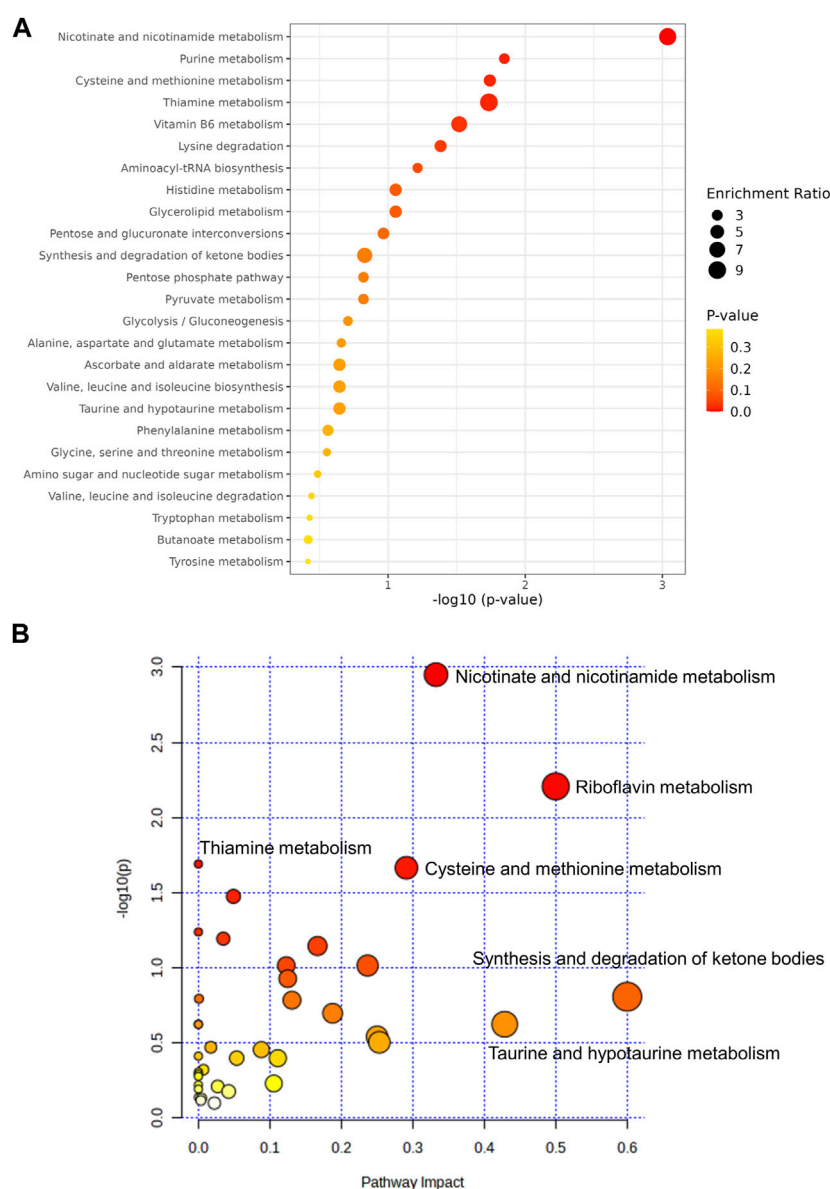 A
Nicotinate and nicotinamide metabolism
Purine metabolism
Cysteine and methionine metabolism
Thiamine metabolism
Vitamin B6 metabolism
Lysine degradation
Aminoacyl-tRNA biosynthesis
Histidine metabolism
Glycerolipid metabolism
Pentose and glucuronate interconversions
Synthesis and degradation of ketone bodies
Pentose phosphate pathway
Pyruvate metabolism
Glycolysis / Gluconeogenesis
Alanine, aspartate and glutamate metabolism
Ascorbate and aldarate metabolism
Valine, leucine and isoleucine biosynthesis
Taurine and hypotaurine metabolism
Phenylalanine metabolism
Glycine, serine and threonine metabolism
Amino sugar and nucleotide sugar metabolism
Valine, leucine and isoleucine degradation
Tryptophan metabolism
Butanoate metabolism
Tyrosine metabolism
1 2 3
-log10 (p-value)
Enrichment Ratio
3
5
7
9
P-value
0.3
0.2
0.1
0.0
B
3.0
2.5
2.0
1.5
1.0
0.5
0.0
-log10(p)
Nicotinate and nicotinamide metabolism
Riboflavin metabolism
Thiamine metabolism
Cysteine and methionine metabolism
Synthesis and degradation of ketone bodies
Taurine and hypotaurine metabolism
0.0 0.1 0.2 0.3 0.4 0.5 0.6
Pathway Impact